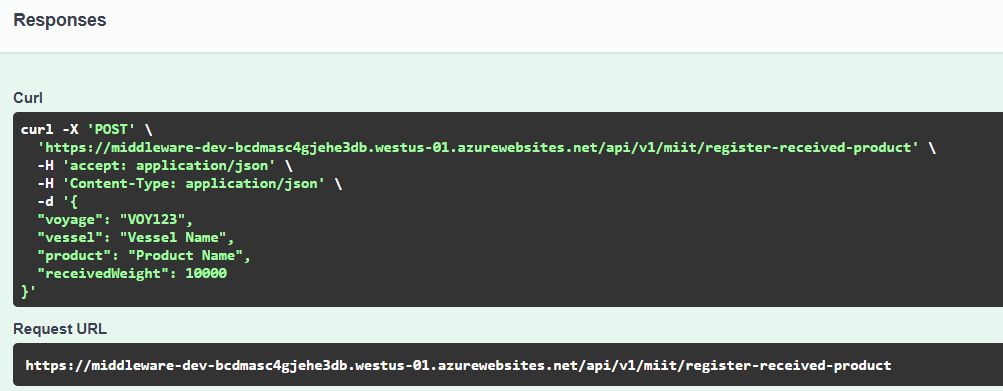 Responses
Curl
curl -X 'POST' \
  'https://middleware-dev-bcdmasc4gjehe3db.westus-01.azurewebsites.net/api/v1/miit/register-received-product' \
  -H 'accept: application/json' \
  -H 'Content-Type: application/json' \
  -d '{
  "voyage": "VOY123",
  "vessel": "Vessel Name",
  "product": "Product Name",
  "receivedWeight": 10000
}'
Request URL
https://middleware-dev-bcdmasc4gjehe3db.westus-01.azurewebsites.net/api/v1/miit/register-received-product